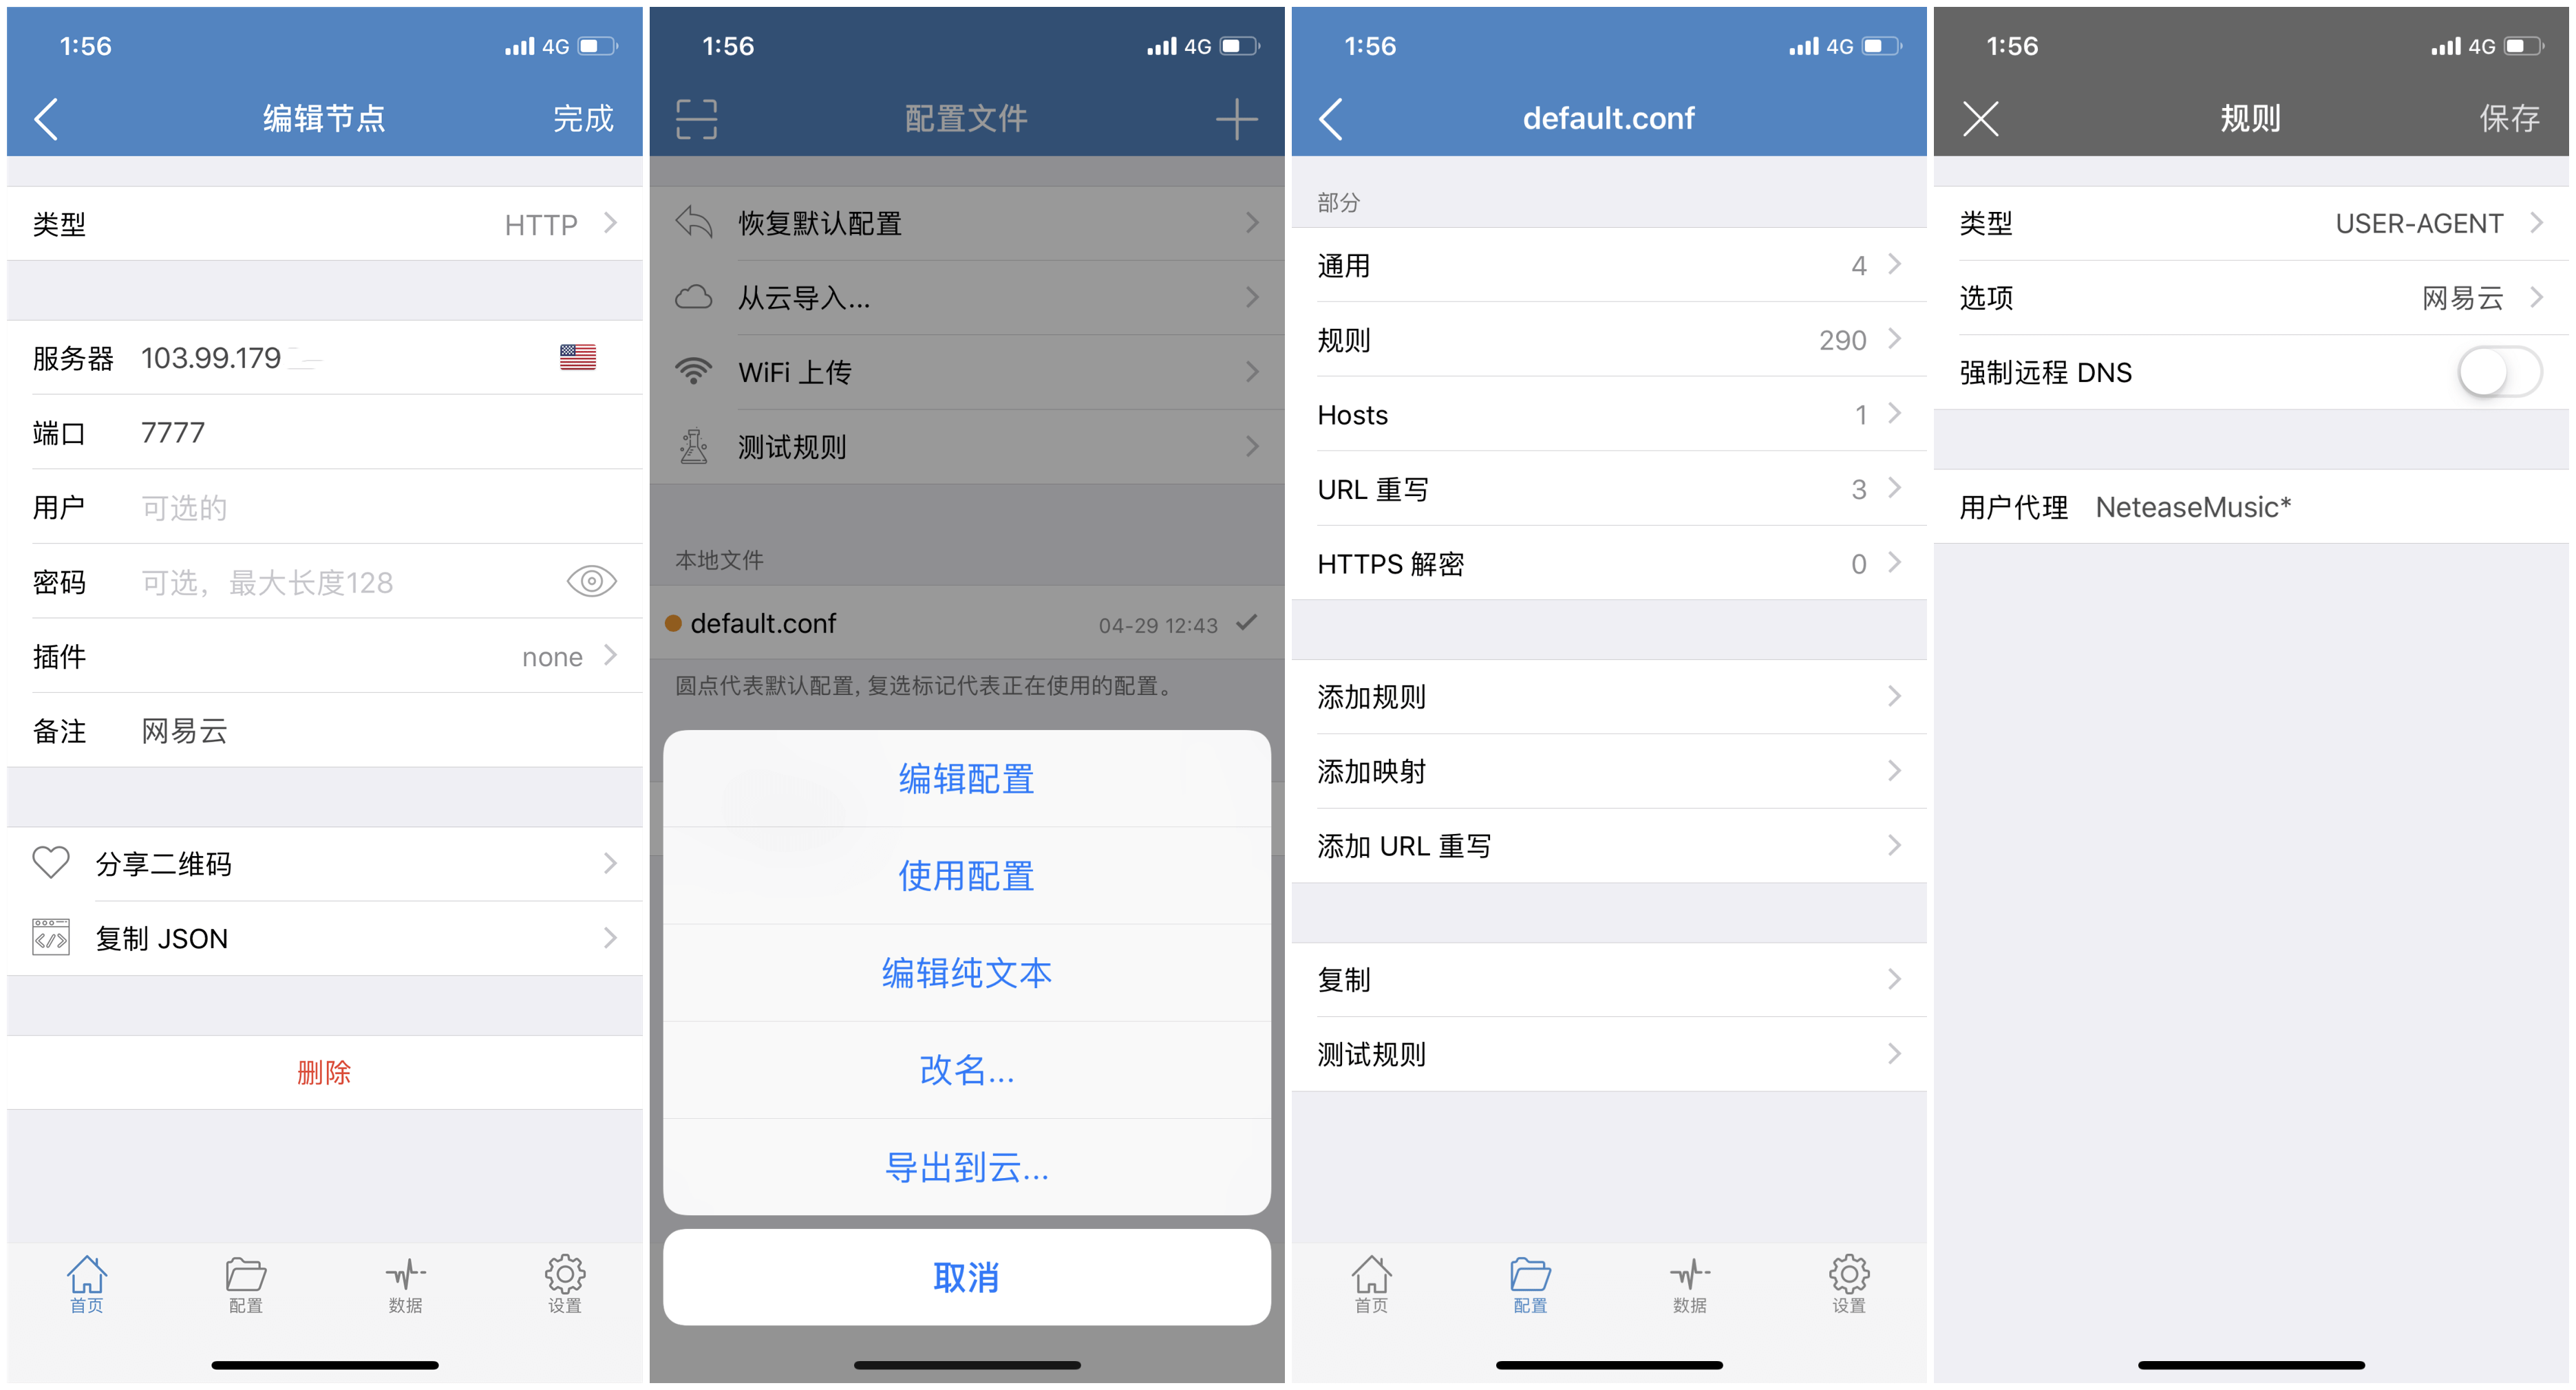 1:56
4G
编辑节点
完成
类型
HTTP
服务器
103.99.179
端口
7777
用户
可选的
密码
可选，最大长度128
插件
none
备注
网易云
分享二维码
复制 JSON
删除
首页
配置
数据
设置
1:56
4G
配置文件
恢复默认配置
从云导入...
WiFi 上传
测试规则
本地文件
default.conf
04-29 12:43
圆点代表默认配置, 复选标记代表正在使用的配置。
编辑配置
使用配置
编辑纯文本
改名...
导出到云...
取消
1:56
4G
default.conf
部分
通用
4
规则
290
Hosts
1
URL 重写
3
HTTPS 解密
0
添加规则
添加映射
添加 URL 重写
复制
测试规则
首页
配置
数据
设置
1:56
4G
规则
保存
类型
USER-AGENT
选项
网易云
强制远程 DNS
用户代理
NeteaseMusic*